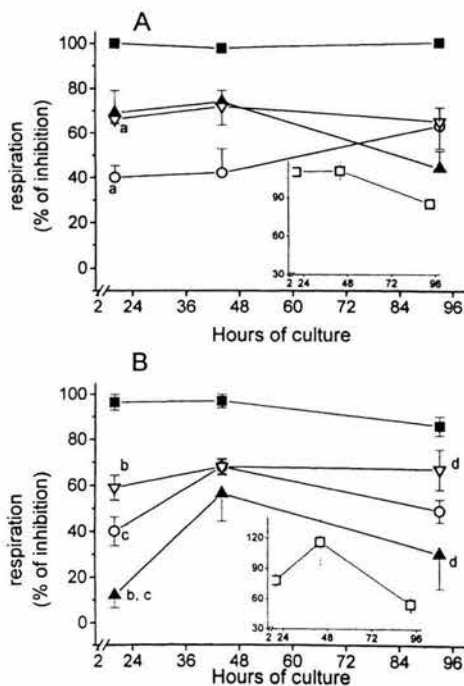 A
respiration
(% of inhibition)
100
80
60
40
20
0
a
a
90
60
30
2 24 48 72 96
2 24 36 48 60 72 84 96
Hours of culture
B
respiration
(% of inhibition)
100
80
60
40
20
0
b
c
b, c
d
d
120
90
60
30
2 24 48 72 96
2 24 36 48 60 72 84 96
Hours of culture